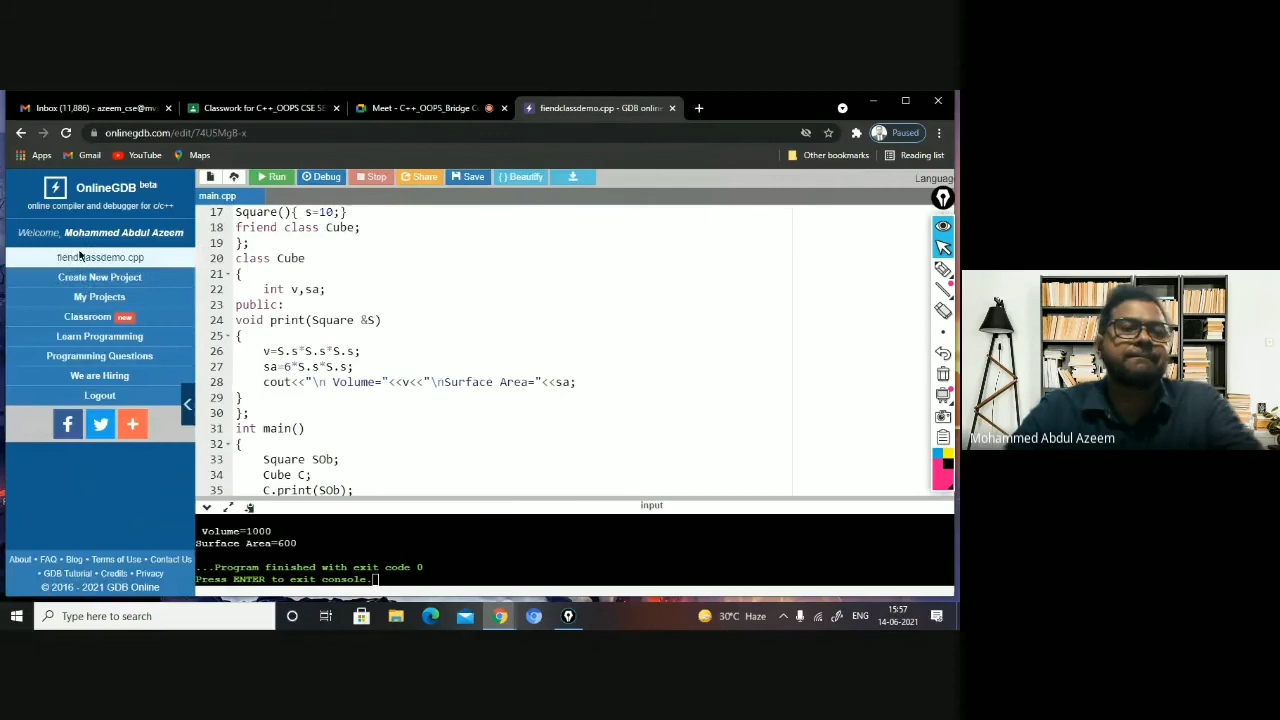 Inbox (11,886) - azeem_cse@mv
Classwork for C++_OOPS CSE SE
Meet - C++_OOPS_Bridge C
fiendclassdemo.cpp - GDB online
onlinegdb.com/edit/74U5MgB-x
Paused
Apps
Gmail
YouTube
Maps
Other bookmarks
Reading list
OnlineGDB beta
online compiler and debugger for c/c++
Welcome, Mohammed Abdul Azeem
fiendclassdemo.cpp
Create New Project
My Projects
Classroom new
Learn Programming
Programming Questions
We are Hiring
Logout
About • FAQ • Blog • Terms of Use • Contact Us
• GDB Tutorial • Credits • Privacy
© 2016 - 2021 GDB Online
Run
Debug
Stop
Share
Save
{ } Beautify
Language
main.cpp
17 Square(){ s=10;}
18 friend class Cube;
19 };
20 class Cube
21 {
22 int v,sa;
23 public:
24 void print(Square &S)
25 {
26 v=S.s*S.s*S.s;
27 sa=6*S.s*S.s;
28 cout<<"\n Volume="<<v<<"\nSurface Area="<<sa;
29 }
30 };
31 int main()
32 {
33 Square SOb;
34 Cube C;
35 C.print(SOb);
input
Volume=1000
Surface Area=600
...Program finished with exit code 0
Press ENTER to exit console.
Type here to search
30°C Haze
ENG
15:57
14-06-2021
Mohammed Abdul Azeem